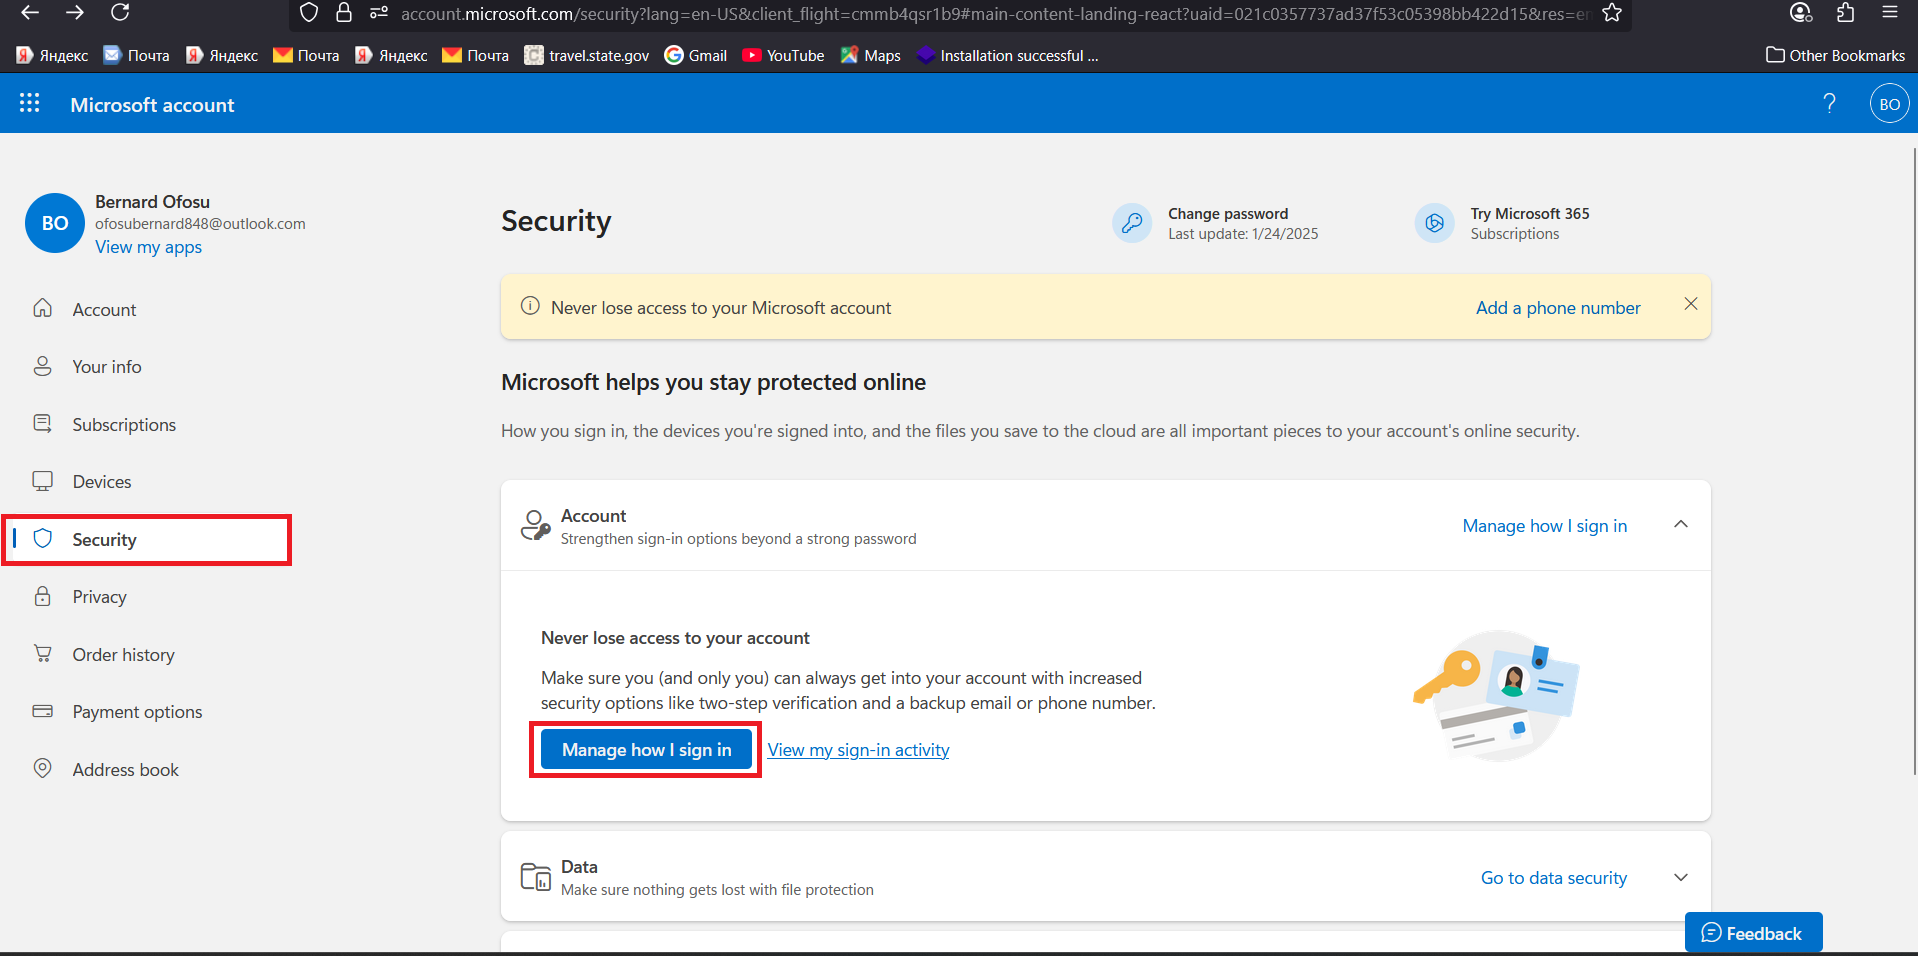 account.microsoft.com/security?lang=en-US&client_flight=cmmb4qsr1b9#main-content-landing-react?uaid=021c0357737ad37f53c05398bb422d15&res=en
Яндекс Почта Яндекс Почта Яндекс Почта travel.state.gov Gmail YouTube Maps Installation successful ... Other Bookmarks
Microsoft account ? BO
BO
Bernard Ofosu
ofosubernard848@outlook.com
View my apps
Account
Your info
Subscriptions
Devices
Security
Privacy
Order history
Payment options
Address book
Security
Change password
Last update: 1/24/2025
Try Microsoft 365
Subscriptions
Never lose access to your Microsoft account Add a phone number
Microsoft helps you stay protected online
How you sign in, the devices you're signed into, and the files you save to the cloud are all important pieces to your account's online security.
Account
Strengthen sign-in options beyond a strong password
Manage how I sign in
Never lose access to your account
Make sure you (and only you) can always get into your account with increased
security options like two-step verification and a backup email or phone number.
Manage how I sign in View my sign-in activity
Data
Make sure nothing gets lost with file protection
Go to data security
Feedback